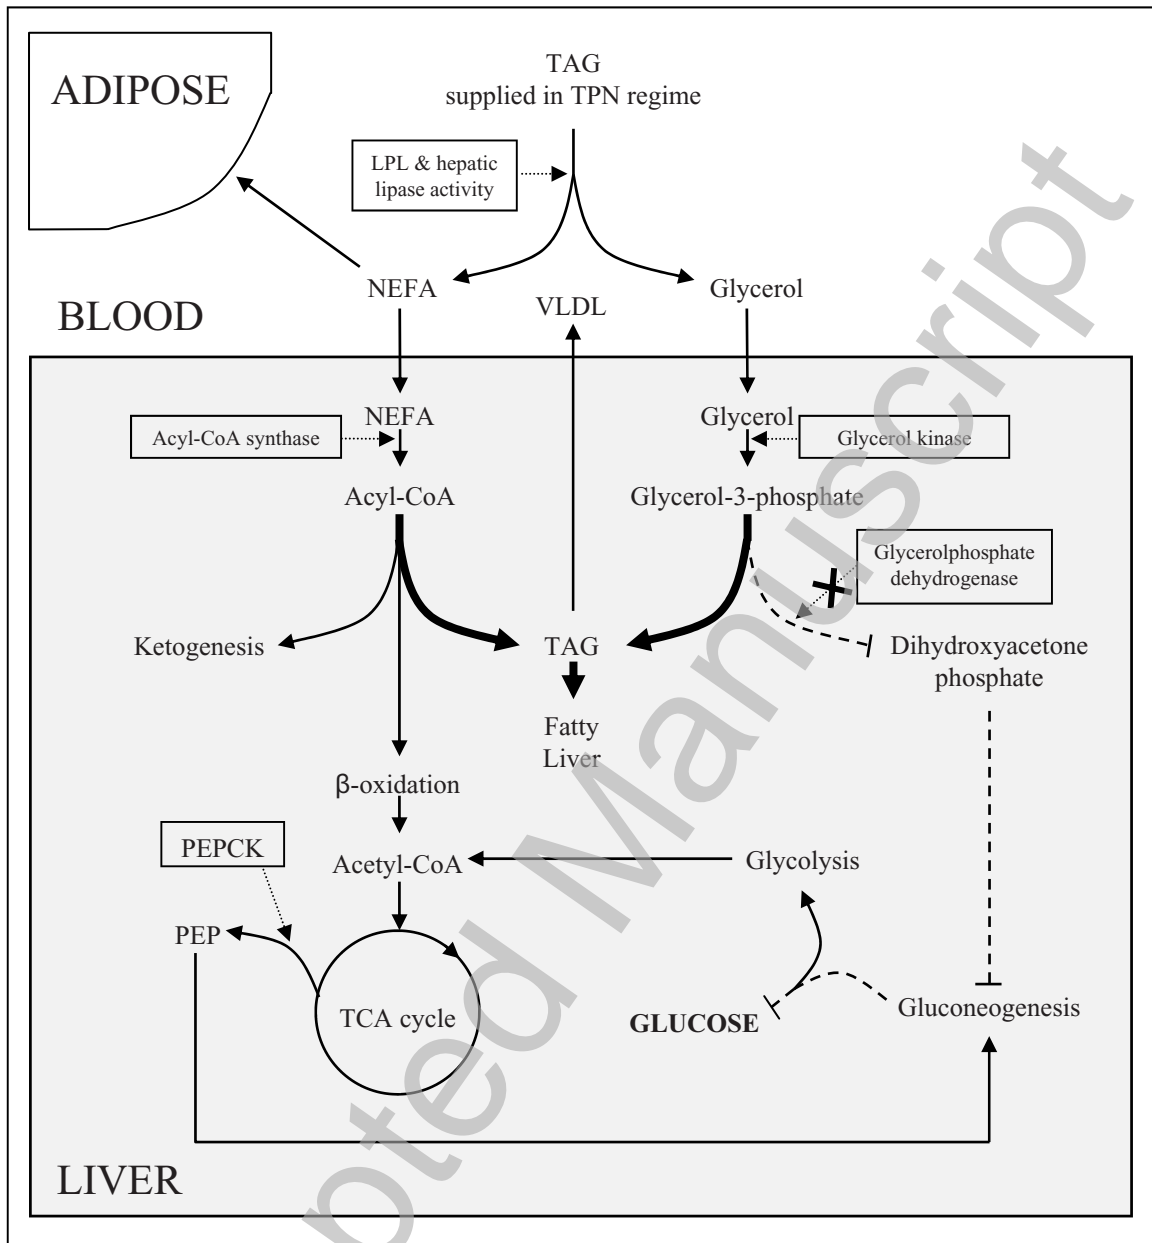 ADIPOSE
TAG
supplied in TPN regime
LPL & hepatic
lipase activity
NEFA
Glycerol
VLDL
BLOOD
NEFA
Glycerol
Acyl-CoA synthase
Glycerol kinase
Acyl-CoA
Glycerol-3-phosphate
Glycerolphosphate
dehydrogenase
Ketogenesis
TAG
Dihydroxyacetone
phosphate
Fatty
Liver
β-oxidation
PEPCK
Acetyl-CoA
Glycolysis
PEP
TCA cycle
GLUCOSE
Gluconeogenesis
LIVER
pted Manuscript